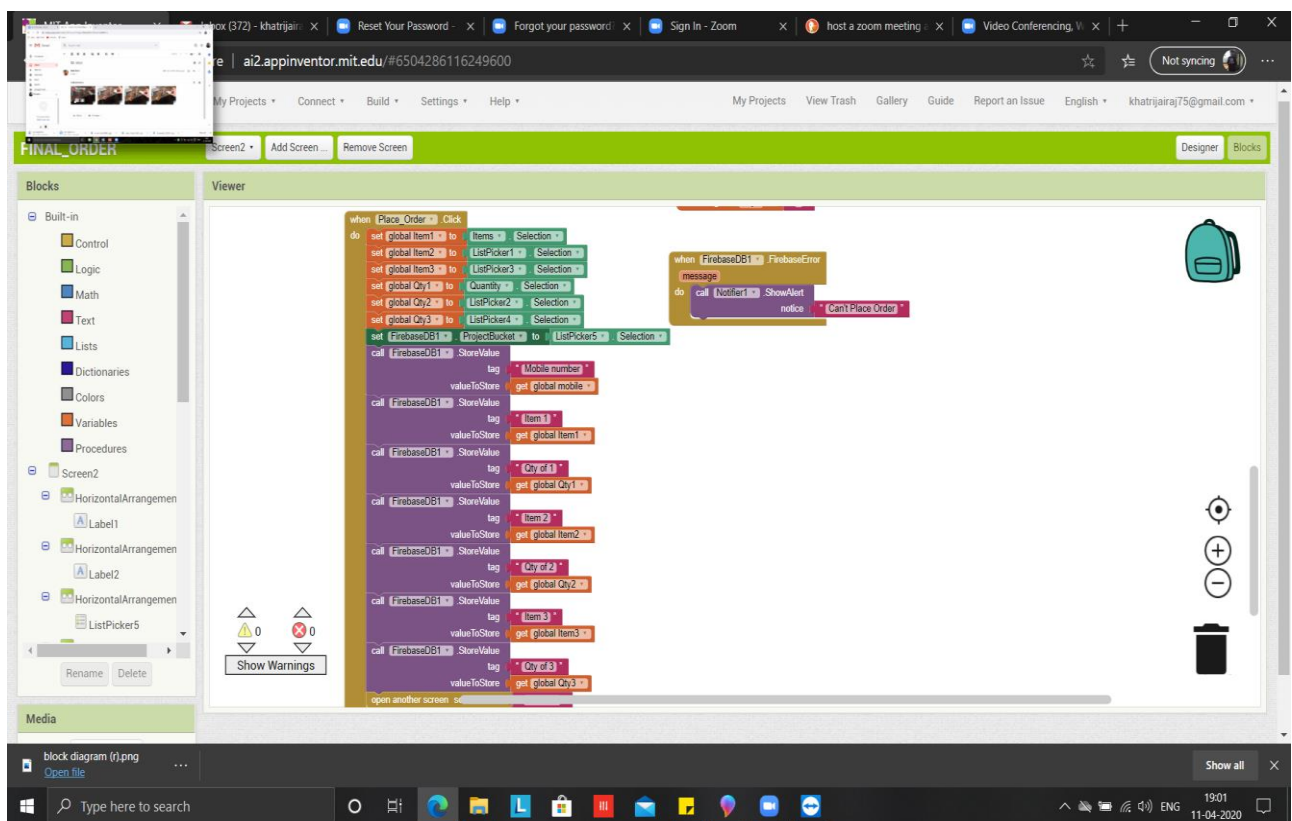 (372) - khatrijaira
Reset Your Password -
Forgot your password?
Sign In - Zoom
host a zoom meeting
Video Conferencing, W
ai2.appinventor.mit.edu/#6504286116249600
Not syncing
My Projects Connect Build Settings Help My Projects View Trash Gallery Guide Report an Issue English khatrijairaj75@gmail.com
FINAL_ORDER
Screen2 Add Screen ... Remove Screen Designer Blocks
Blocks
Viewer
Built-in
Control
Logic
Math
Text
Lists
Dictionaries
Colors
Variables
Procedures
Screen2
HorizontalArrangemen
Label1
HorizontalArrangemen
Label2
HorizontalArrangemen
ListPicker5
Rename Delete
Media
when Place_Order .Click
do set global Item1 to Items . Selection
set global Item2 to ListPicker1 . Selection
set global Item3 to ListPicker3 . Selection
set global Qty1 to Quantity . Selection
set global Qty2 to ListPicker2 . Selection
set global Qty3 to ListPicker4 . Selection
set FirebaseDB1 . ProjectBucket to ListPicker5 . Selection
call FirebaseDB1 .StoreValue
tag " Mobile number "
valueToStore get global mobile
call FirebaseDB1 .StoreValue
tag " Item 1 "
valueToStore get global Item1
call FirebaseDB1 .StoreValue
tag " Qty of 1 "
valueToStore get global Qty1
call FirebaseDB1 .StoreValue
tag " Item 2 "
valueToStore get global Item2
call FirebaseDB1 .StoreValue
tag " Qty of 2 "
valueToStore get global Qty2
call FirebaseDB1 .StoreValue
tag " Item 3 "
valueToStore get global Item3
call FirebaseDB1 .StoreValue
tag " Qty of 3 "
valueToStore get global Qty3
open another screen
when FirebaseDB1 .FirebaseError
message
do call Notifier1 .ShowAlert
notice " Can't Place Order "
0 0
Show Warnings
block diagram (r).png
Open file
Show all
Type here to search
ENG
19:01
11-04-2020